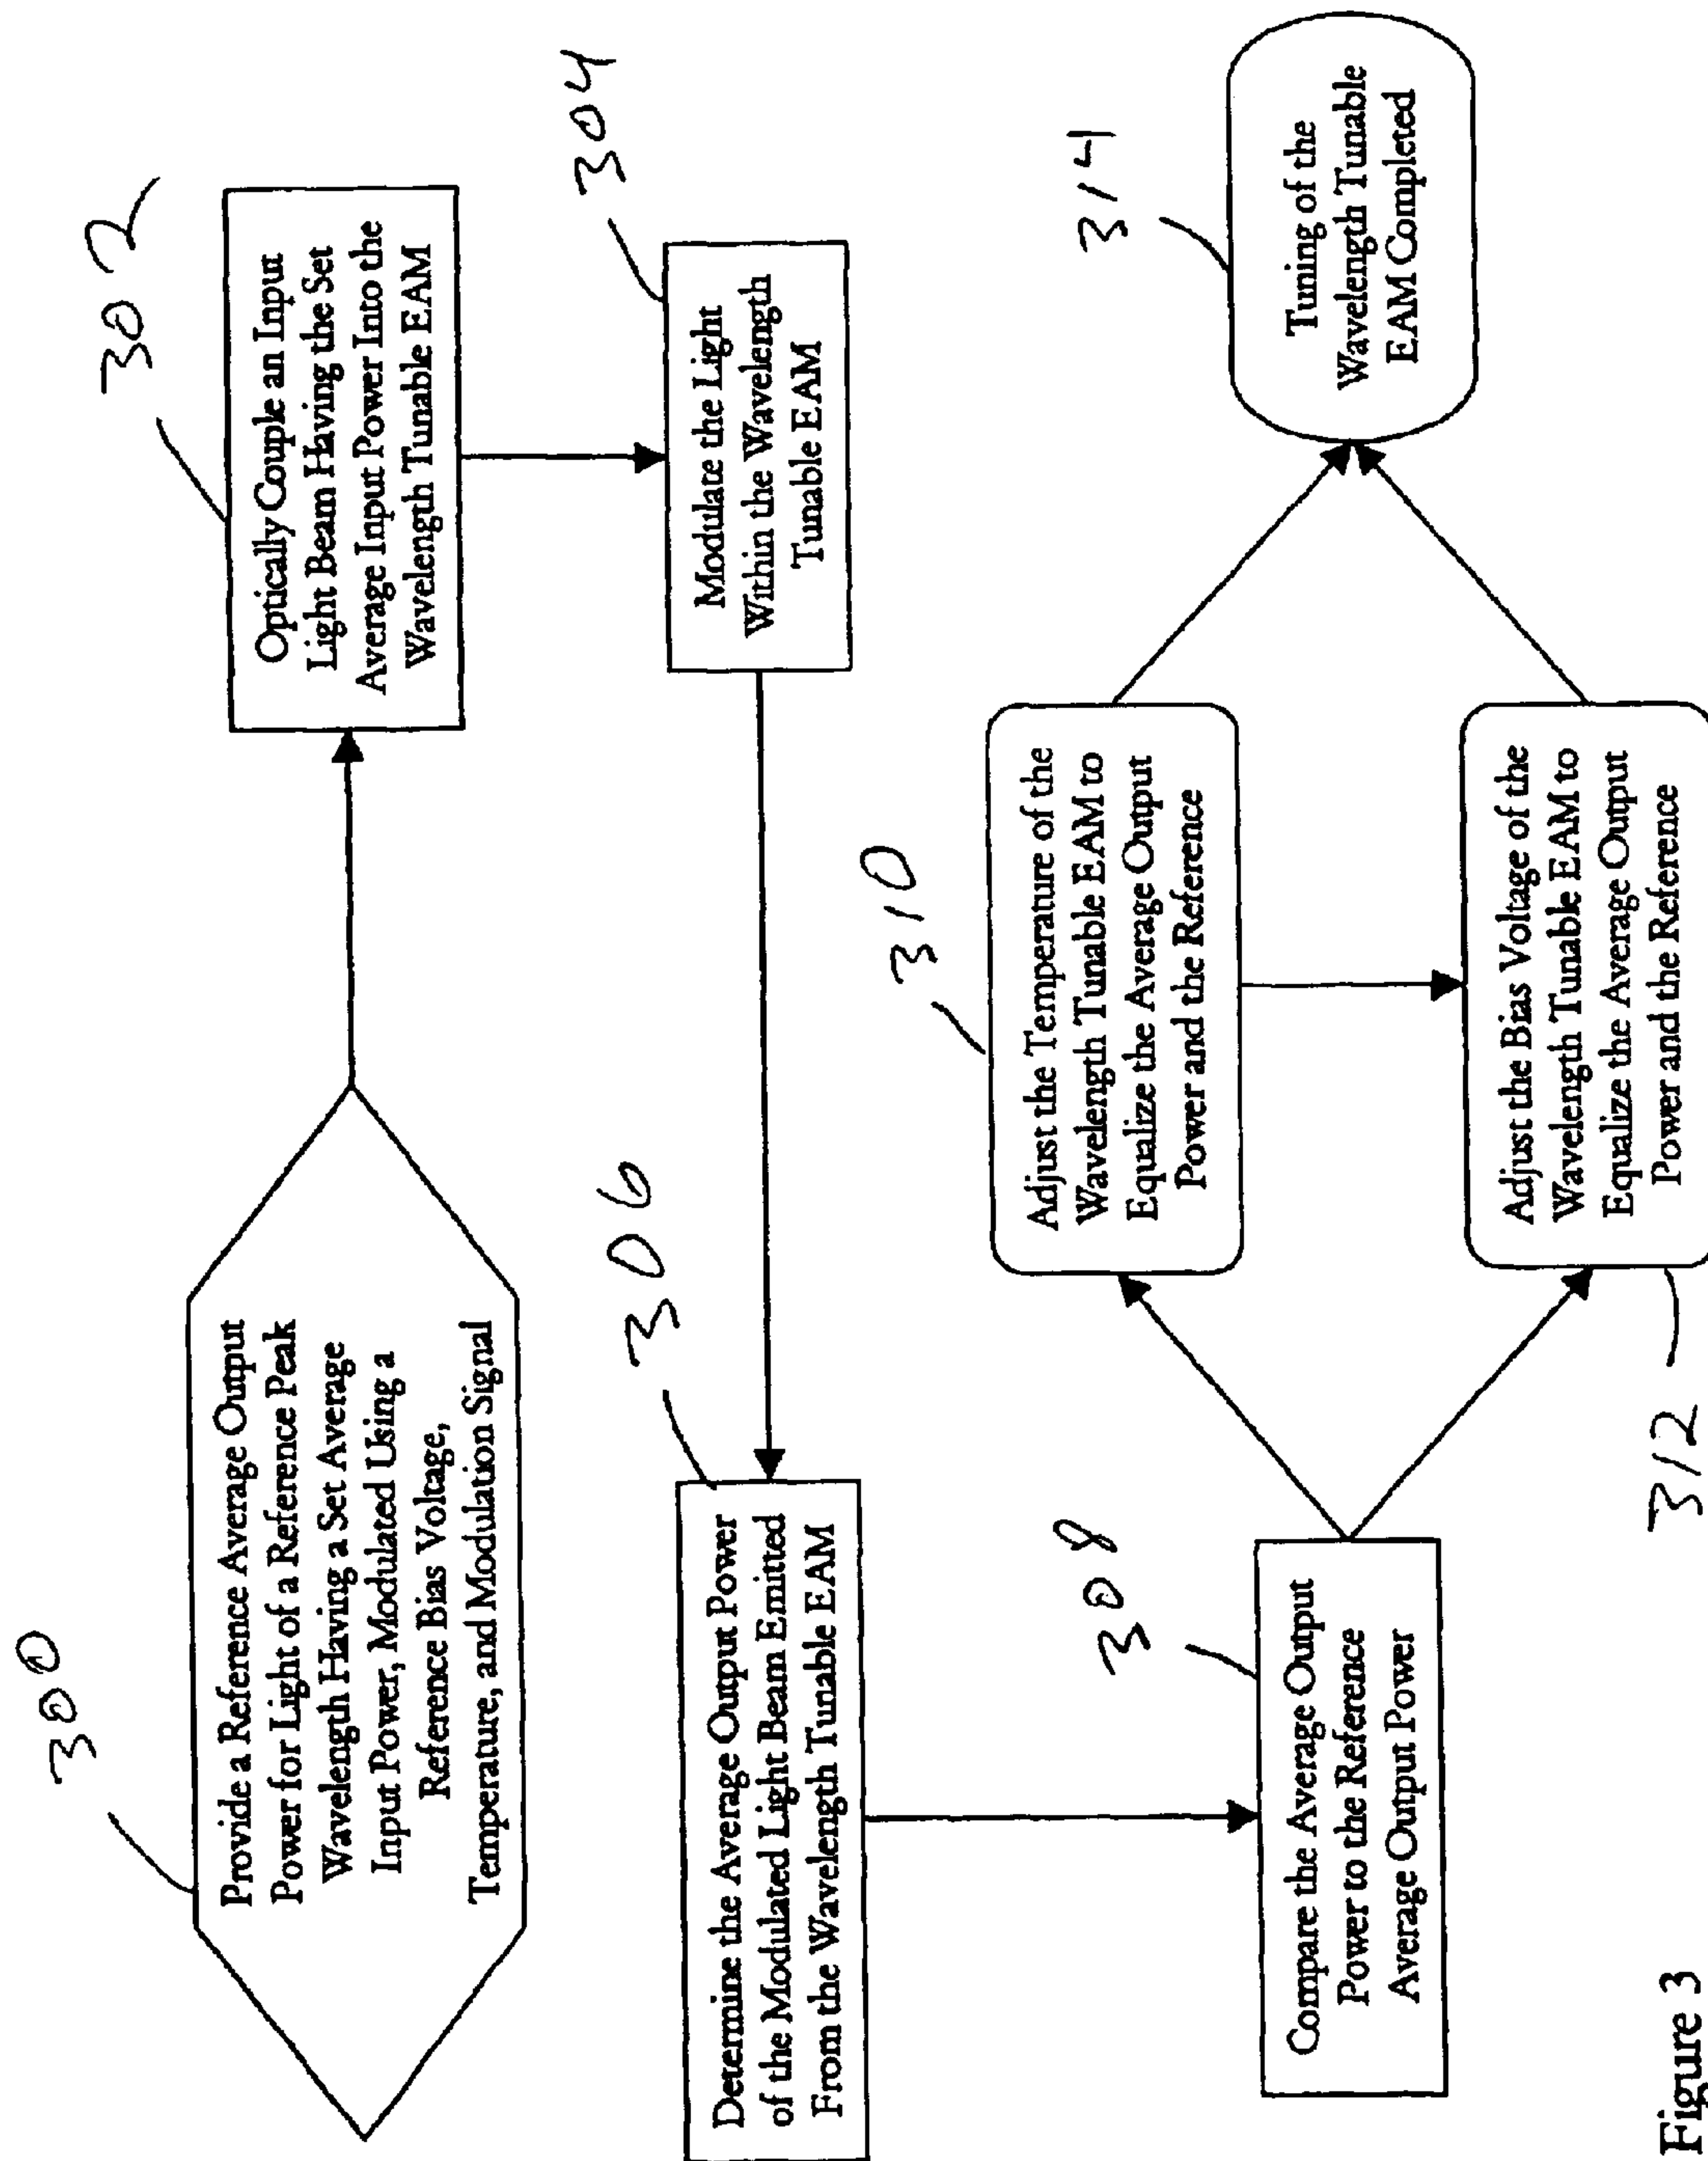 300
Provide a Reference Average Output
Power for Light of a Reference Peak
Wavelength Having a Set Average
Input Power, Modulated Using a
Reference Bias Voltage,
Temperature, and Modulation Signal
302
Optically Couple an Input
Light Beam Having the Set
Average Input Power Into the
Wavelength Tunable EAM
304
Modulate the Light
Within the Wavelength
Tunable EAM
306
Determine the Average Output Power
of the Modulated Light Beam Emitted
From the Wavelength Tunable EAM
308
Compare the Average Output
Power to the Reference
Average Output Power
310
Adjust the Temperature of the
Wavelength Tunable EAM to
Equalize the Average Output
Power and the Reference
312
Adjust the Bias Voltage of the
Wavelength Tunable EAM to
Equalize the Average Output
Power and the Reference
314
Tuning of the
Wavelength Tunable
EAM Completed
Figure 3